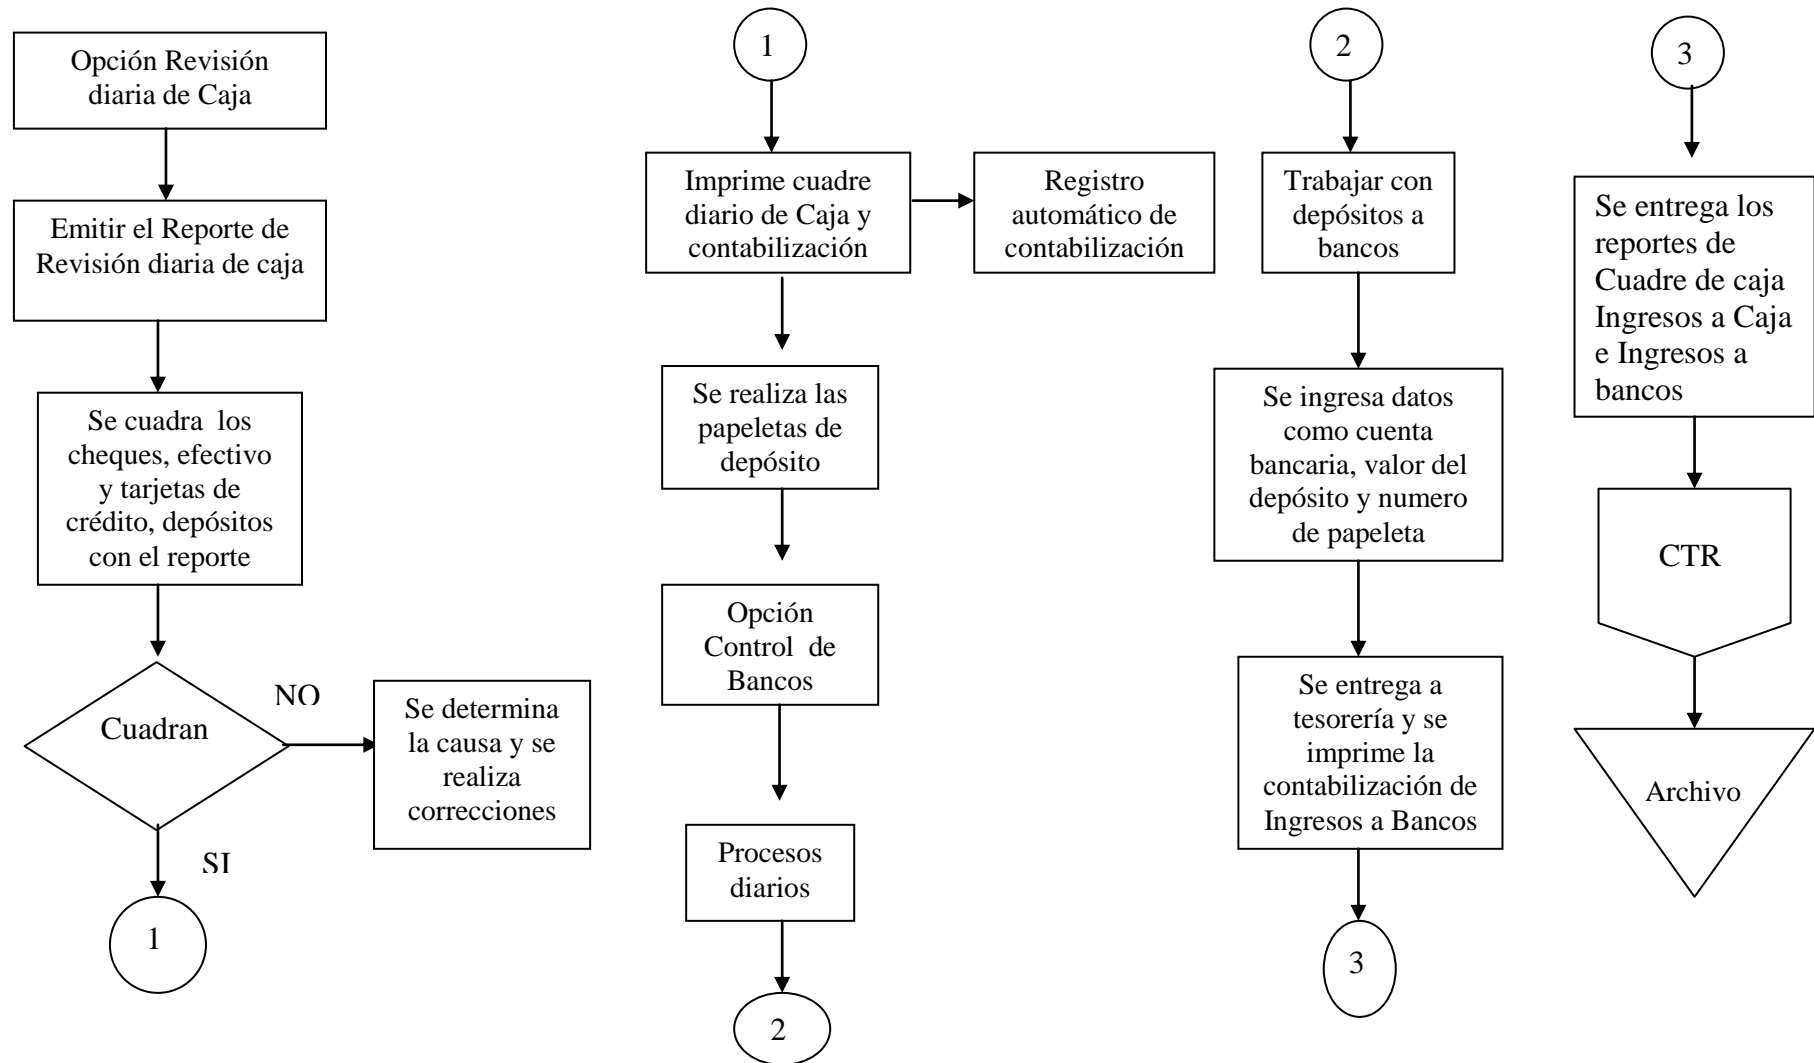 Opción Revisión
diaria de Caja
Emitir el Reporte de
Revisión diaria de caja
Se cuadra  los
cheques, efectivo
y tarjetas de
crédito, depósitos
con el reporte
Cuadran
NO
Se determina
la causa y se
realiza
correcciones
SI
1
1
Imprime cuadre
diario de Caja y
contabilización
Registro
automático de
contabilización
Se realiza las
papeletas de
depósito
Opción
Control  de
Bancos
Procesos
diarios
2
2
Trabajar con
depósitos a
bancos
Se ingresa datos
como cuenta
bancaria, valor del
depósito y numero
de papeleta
Se entrega a
tesorería y se
imprime la
contabilización de
Ingresos a Bancos
3
3
Se entrega los
reportes de
Cuadre de caja
Ingresos a Caja
e Ingresos a
bancos
CTR
Archivo